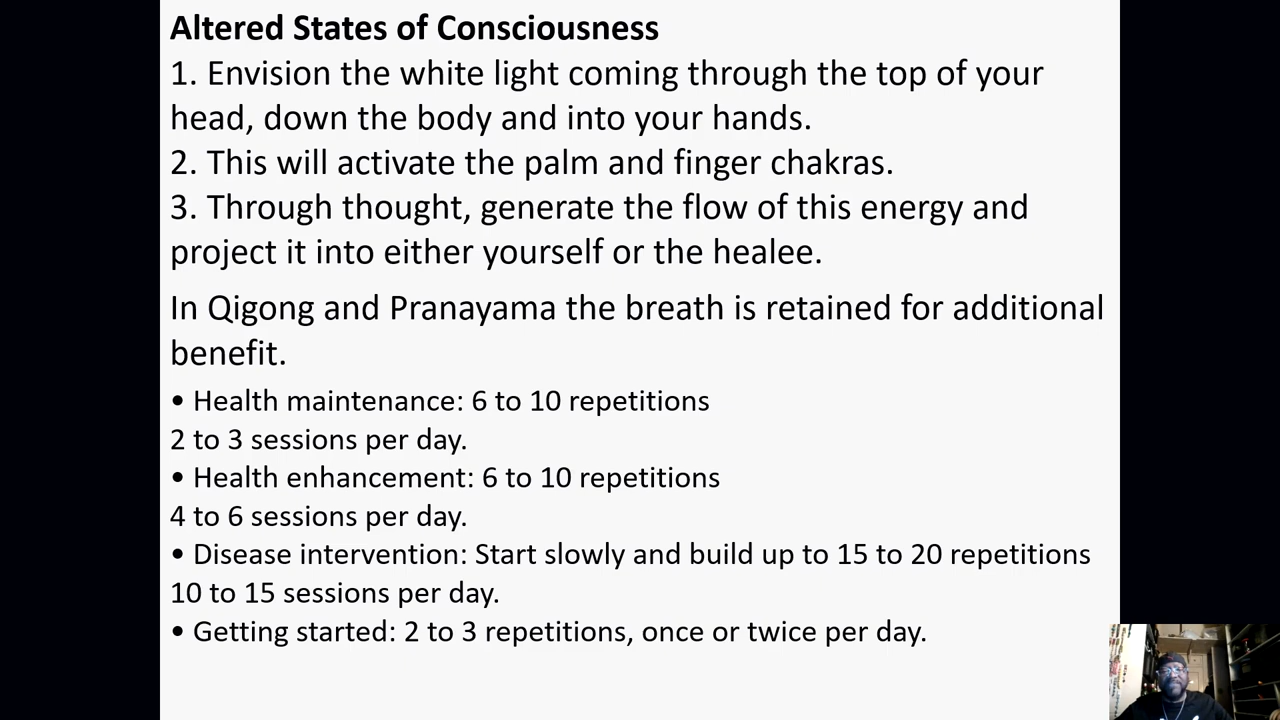 Altered States of Consciousness
1. Envision the white light coming through the top of your
head, down the body and into your hands.
2. This will activate the palm and finger chakras.
3. Through thought, generate the flow of this energy and
project it into either yourself or the healee.
In Qigong and Pranayama the breath is retained for additional
benefit.
• Health maintenance: 6 to 10 repetitions
2 to 3 sessions per day.
• Health enhancement: 6 to 10 repetitions
4 to 6 sessions per day.
• Disease intervention: Start slowly and build up to 15 to 20 repetitions
10 to 15 sessions per day.
• Getting started: 2 to 3 repetitions, once or twice per day.